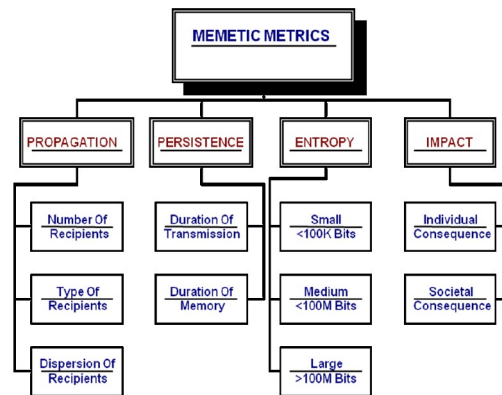 MEMETIC METRICS
PROPAGATION
PERSISTENCE
ENTROPY
IMPACT
Number Of
Recipients
Duration Of
Transmission
Small
<100K Bits
Individual
Consequence
Type Of
Recipients
Duration Of
Memory
Medium
<100M Bits
Societal
Consequence
Dispersion Of
Recipients
Large
>100M Bits